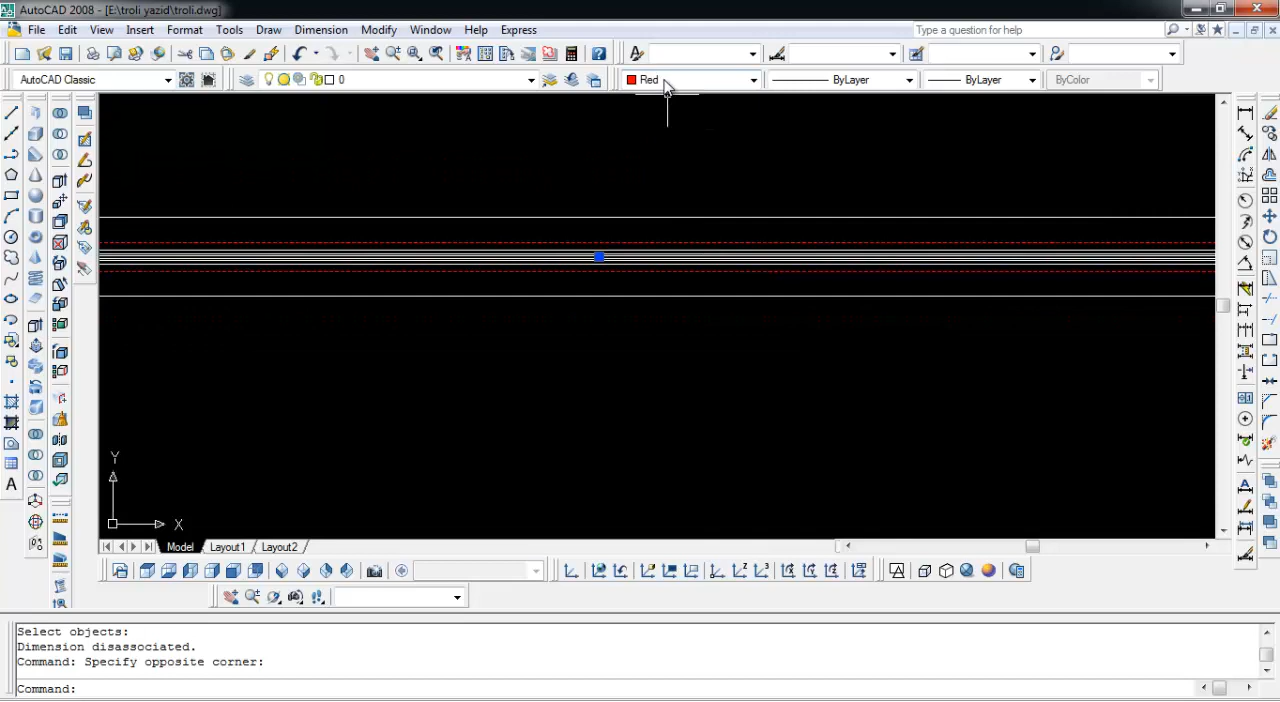 AutoCAD 2008 - [E:\troli yazid\troli.dwg]
File Edit View Insert Format Tools Draw Dimension Modify Window Help Express
Type a question for help
AutoCAD Classic
0
Red
ByLayer
ByLayer
ByColor
Y
X
Model Layout1 Layout2
A
Select objects:
Dimension disassociated.
Command: Specify opposite corner:
Command: